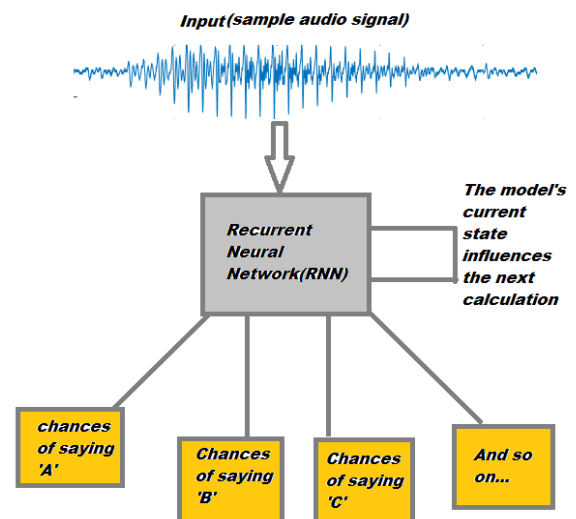 Input(sample audio signal)
The model's
current
state
influences
the next
calculation
Recurrent
Neural
Network(RNN)
chances
of saying
'A'
Chances
of saying
'B'
Chances
of saying
'C'
And so
on...